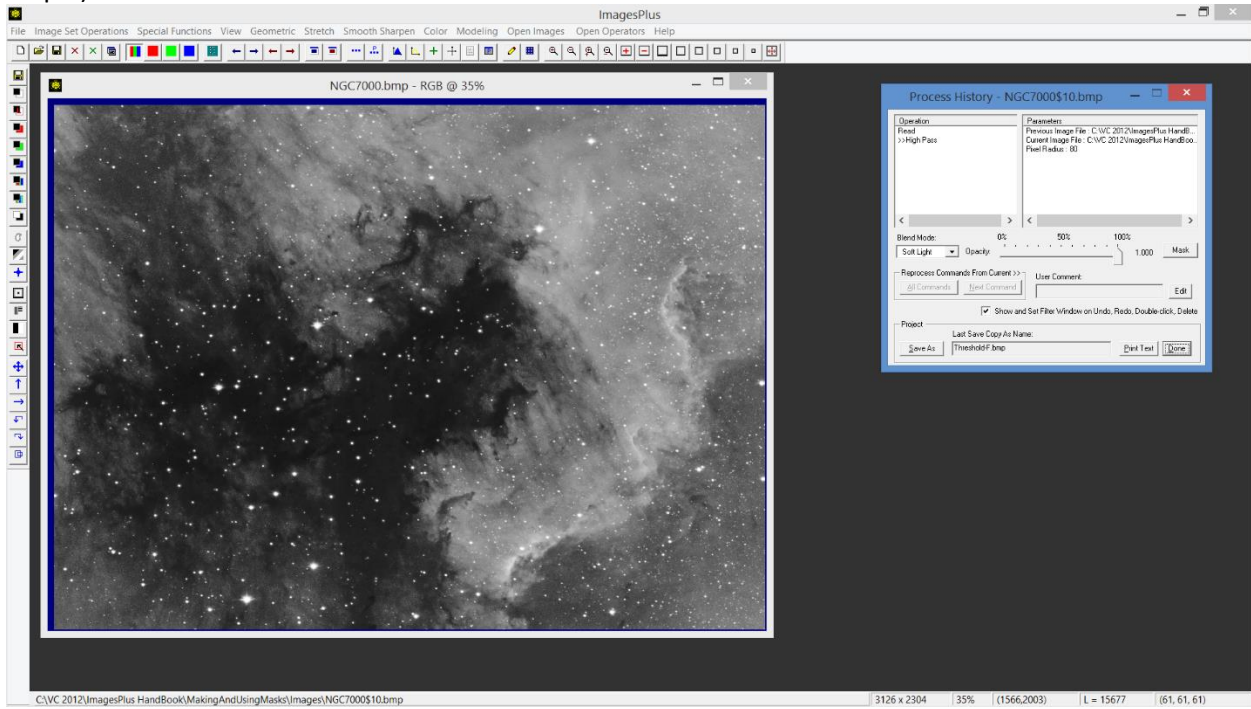 ImagesPlus
File Image Set Operations Special Functions View Geometric Stretch Smooth Sharpen Color Modeling Open Images Open Operators Help
NGC7000.bmp - RGB @ 35%
Process History - NGC7000$10.bmp
Operation
Read
>>High Pass
Parameters
Previous Image File : C:\VC 2012\ImagesPlus HandB...
Current Image File : C:\VC 2012\ImagesPlus HandBoo...
Pixel Radius : 80
Blend Mode: 0% 50% 100%
Soft Light Opacity: 1.000 Mask
Reprocess Commands From Current >>
All Commands Next Command
User Comment:
Edit
Show and Set Filter Window on Undo, Redo, Double-click, Delete
Project
Last Save Copy As Name:
Save As Threshold-F.bmp Print Text Done
C:\VC 2012\ImagesPlus HandBook\MakingAndUsingMasks\Images\NGC7000$10.bmp 3126 x 2304 35% (1566,2003) L = 15677 (61, 61, 61)